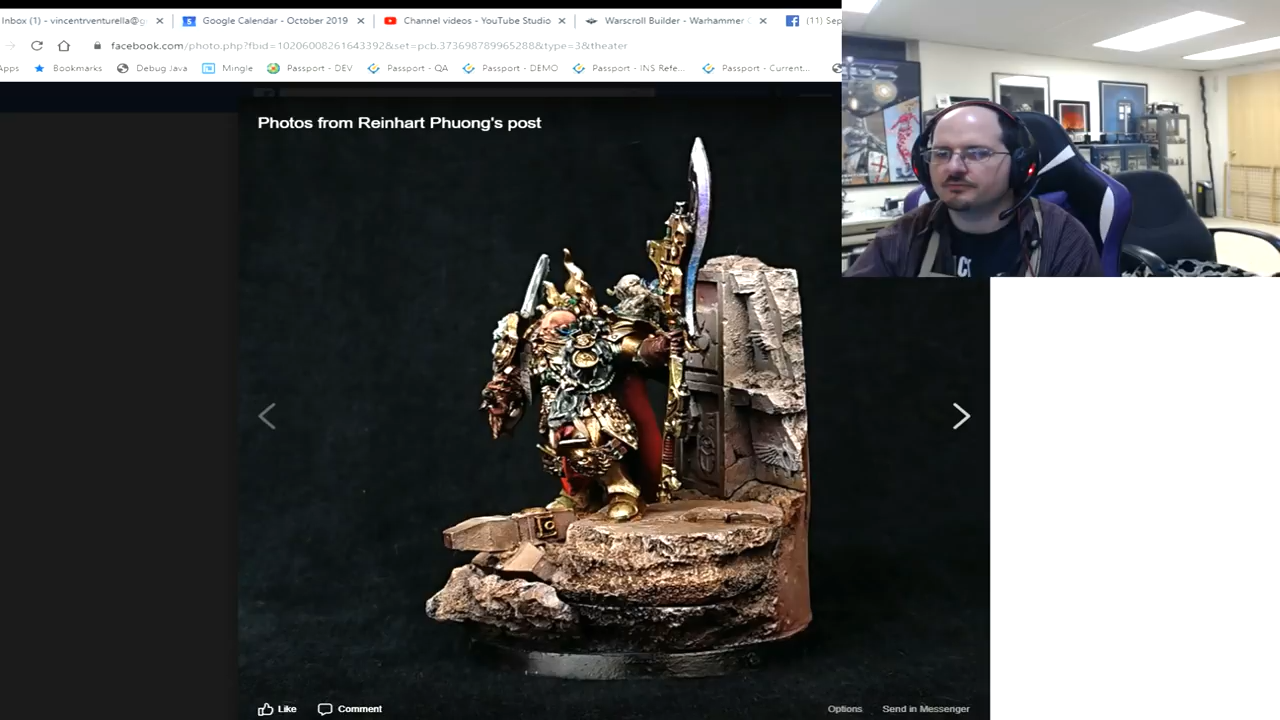 Inbox (1) - vincentrventurella@g
Google Calendar - October 2019
Channel videos - YouTube Studio
Warscroll Builder - Warhammer C
(11) Sep
facebook.com/photo.php?fbid=10206008261643392&set=pcb.373698789965288&type=3&theater
Apps
Bookmarks
Debug Java
Mingle
Passport - DEV
Passport - QA
Passport - DEMO
Passport - INS Refe...
Passport - Current...
Photos from Reinhart Phuong's post
Like
Comment
Options
Send in Messenger